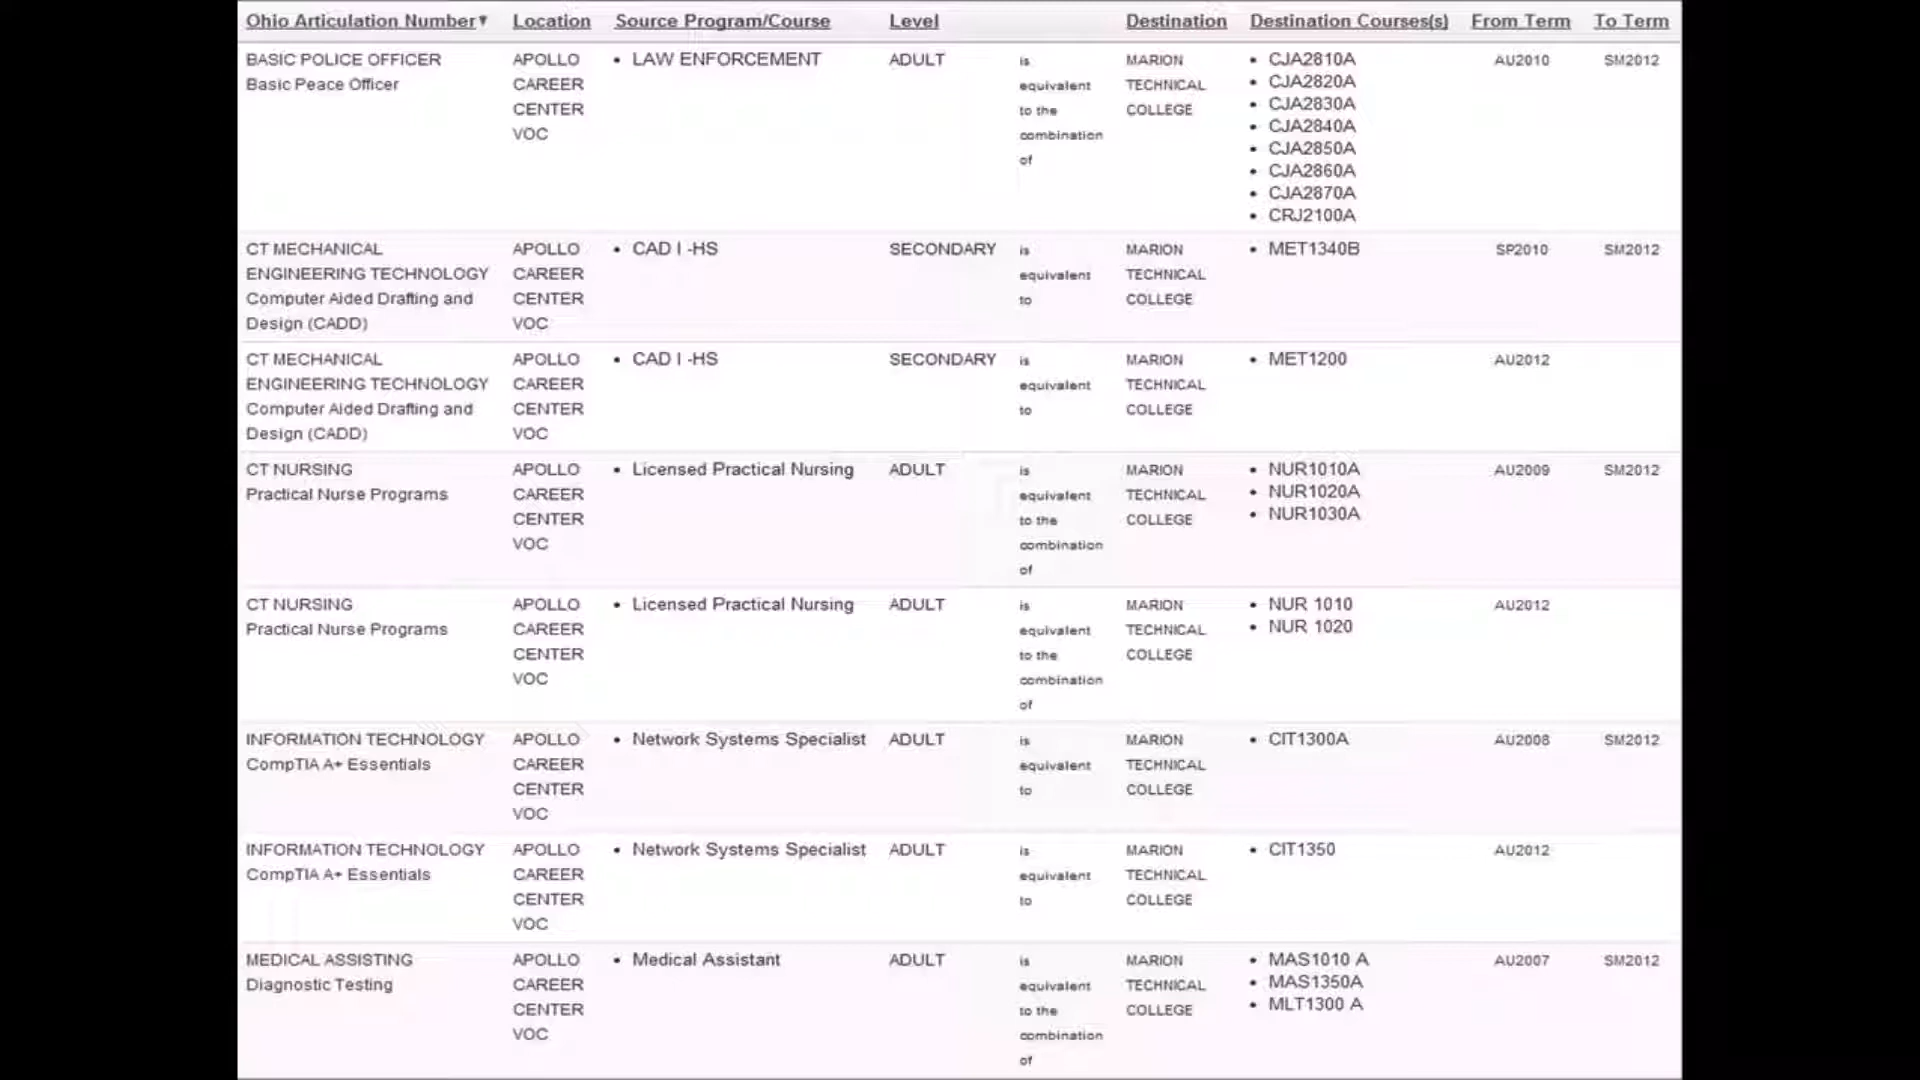 Ohio Articulation Number▼ Location Source Program/Course Level Destination Destination Courses(s) From Term To Term
BASIC POLICE OFFICER
Basic Peace Officer
APOLLO
CAREER
CENTER
VOC
• LAW ENFORCEMENT
ADULT
is
equivalent
to the
combination
of
MARION
TECHNICAL
COLLEGE
• CJA2810A
• CJA2820A
• CJA2830A
• CJA2840A
• CJA2850A
• CJA2860A
• CJA2870A
• CRJ2100A
AU2010
SM2012
CT MECHANICAL
ENGINEERING TECHNOLOGY
Computer Aided Drafting and
Design (CADD)
APOLLO
CAREER
CENTER
VOC
• CAD I -HS
SECONDARY
is
equivalent
to
MARION
TECHNICAL
COLLEGE
• MET1340B
SP2010
SM2012
CT MECHANICAL
ENGINEERING TECHNOLOGY
Computer Aided Drafting and
Design (CADD)
APOLLO
CAREER
CENTER
VOC
• CAD I -HS
SECONDARY
is
equivalent
to
MARION
TECHNICAL
COLLEGE
• MET1200
AU2012
CT NURSING
Practical Nurse Programs
APOLLO
CAREER
CENTER
VOC
• Licensed Practical Nursing
ADULT
is
equivalent
to the
combination
of
MARION
TECHNICAL
COLLEGE
• NUR1010A
• NUR1020A
• NUR1030A
AU2009
SM2012
CT NURSING
Practical Nurse Programs
APOLLO
CAREER
CENTER
VOC
• Licensed Practical Nursing
ADULT
is
equivalent
to the
combination
of
MARION
TECHNICAL
COLLEGE
• NUR 1010
• NUR 1020
AU2012
INFORMATION TECHNOLOGY
CompTIA A+ Essentials
APOLLO
CAREER
CENTER
VOC
• Network Systems Specialist
ADULT
is
equivalent
to
MARION
TECHNICAL
COLLEGE
• CIT1300A
AU2008
SM2012
INFORMATION TECHNOLOGY
CompTIA A+ Essentials
APOLLO
CAREER
CENTER
VOC
• Network Systems Specialist
ADULT
is
equivalent
to
MARION
TECHNICAL
COLLEGE
• CIT1350
AU2012
MEDICAL ASSISTING
Diagnostic Testing
APOLLO
CAREER
CENTER
VOC
• Medical Assistant
ADULT
is
equivalent
to the
combination
of
MARION
TECHNICAL
COLLEGE
• MAS1010 A
• MAS1350A
• MLT1300 A
AU2007
SM2012